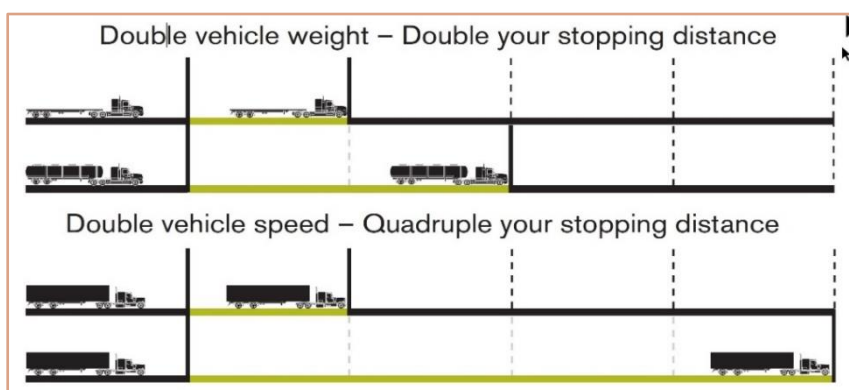 Double vehicle weight – Double your stopping distance
Double vehicle speed – Quadruple your stopping distance